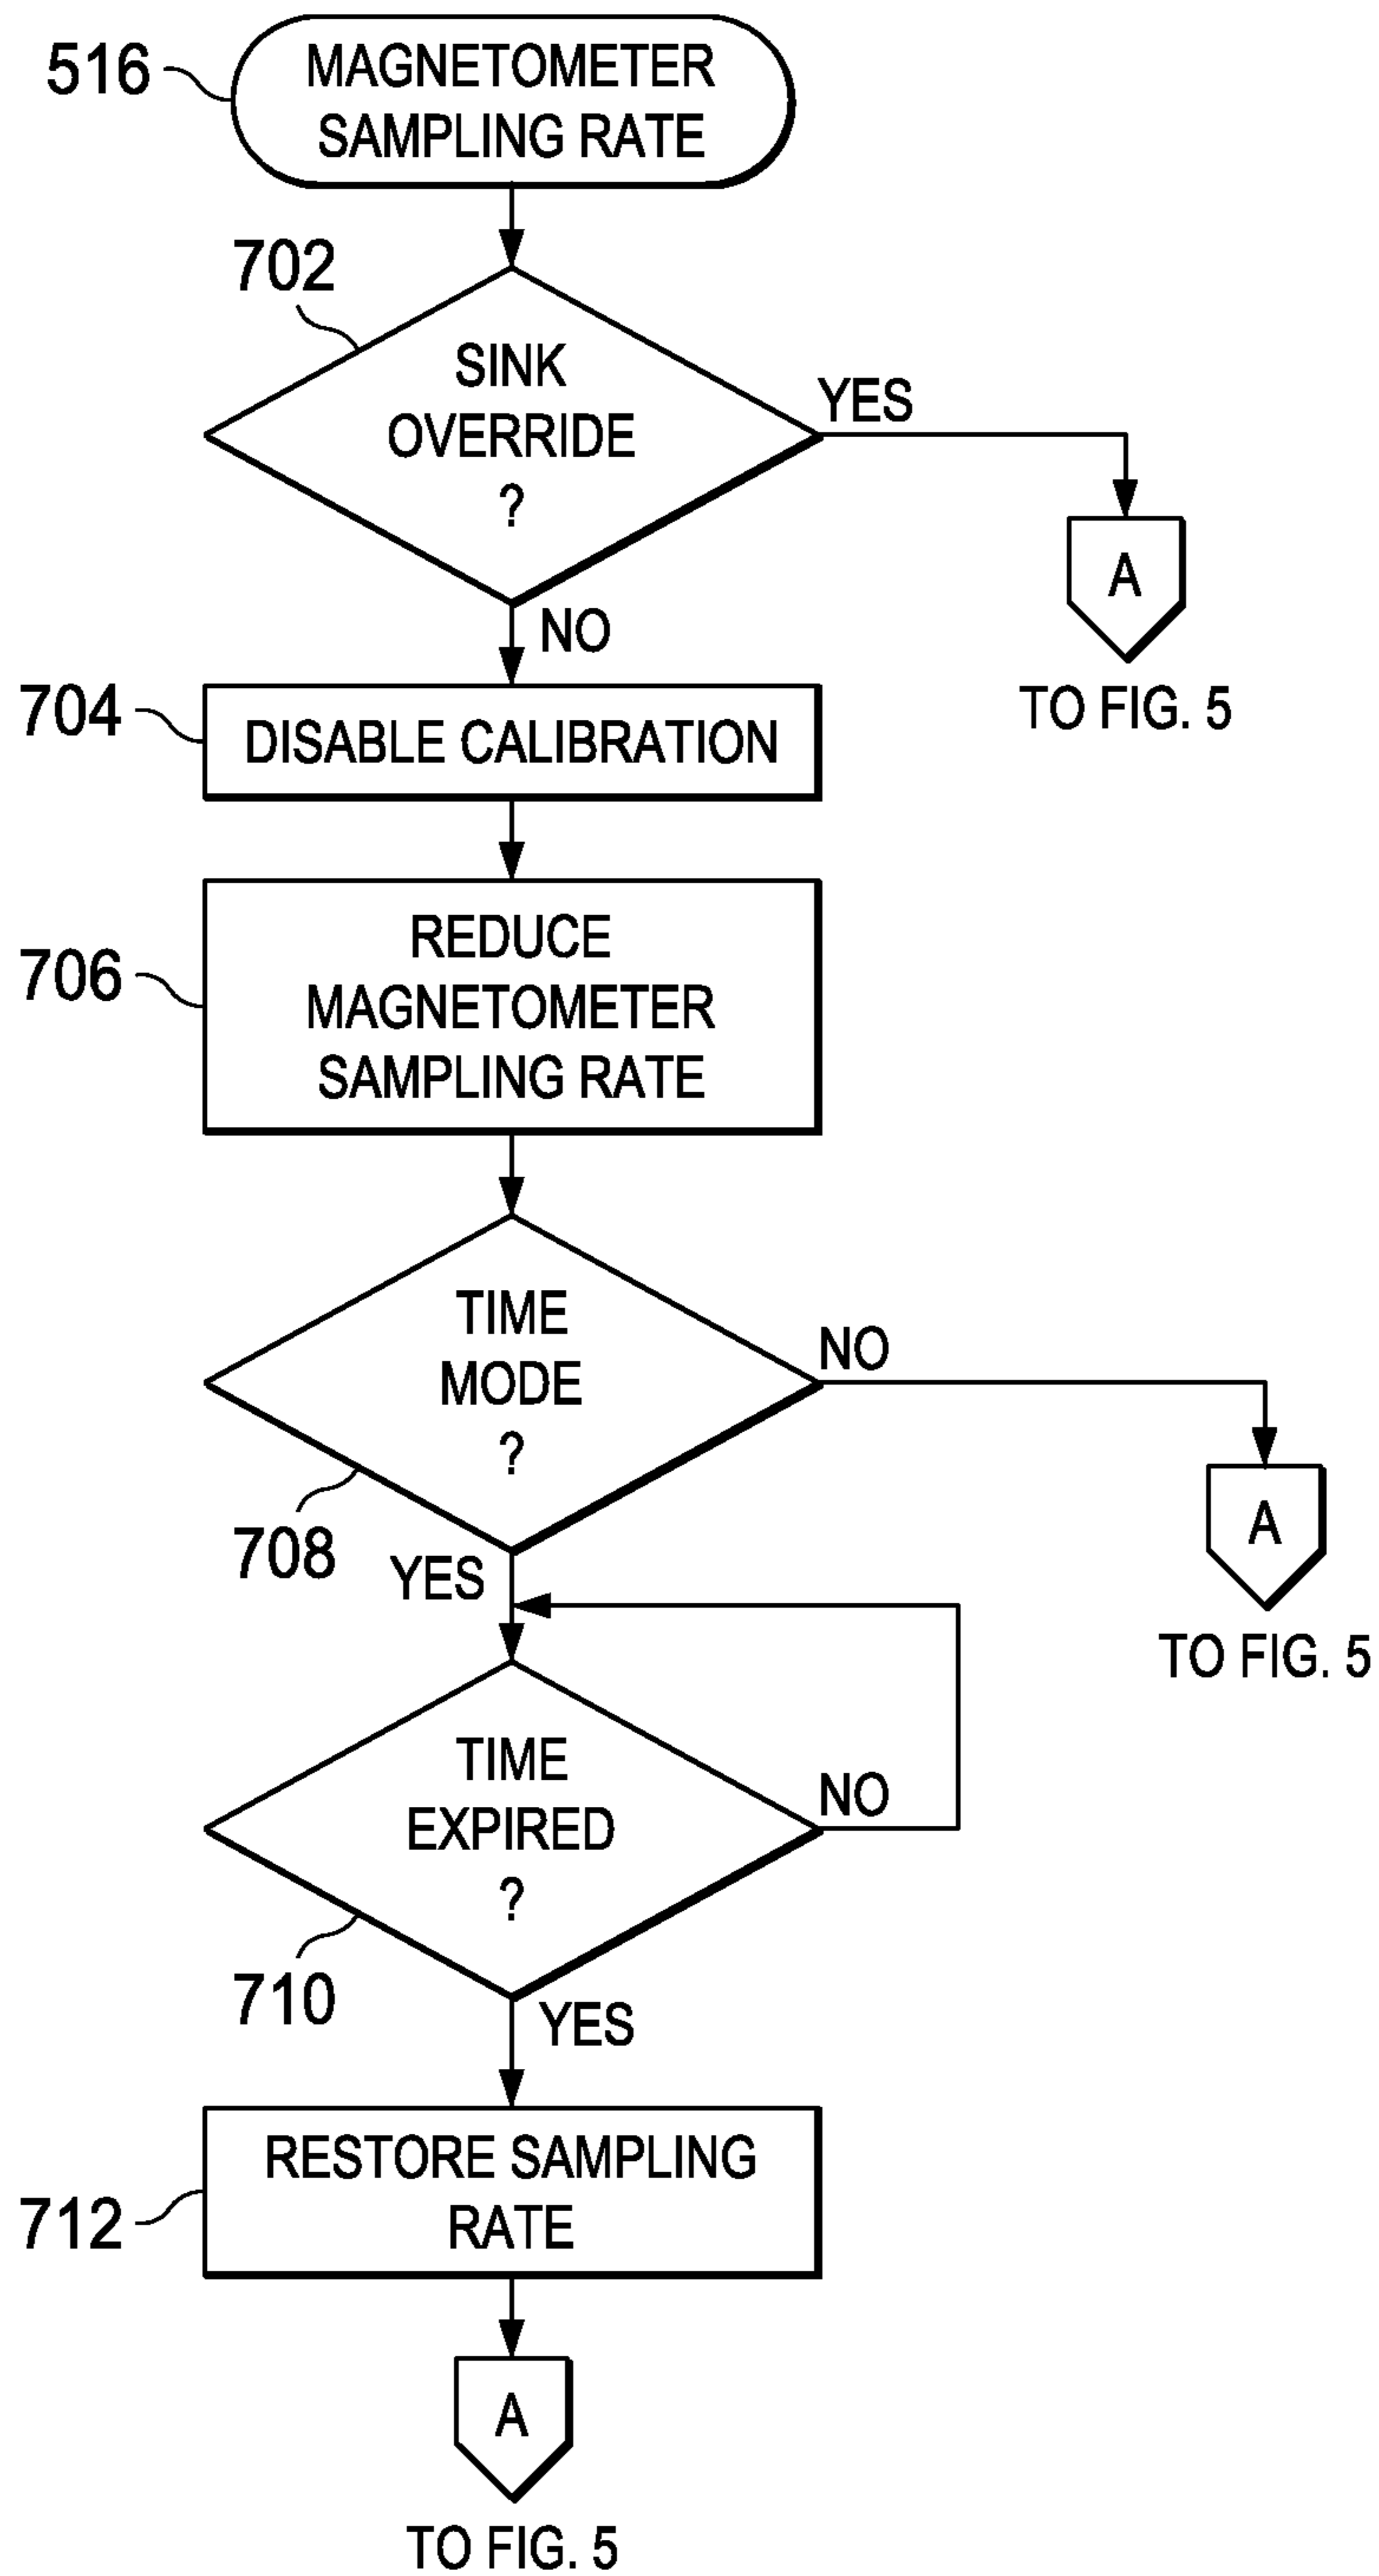 516
MAGNETOMETER
SAMPLING RATE
702
SINK
OVERRIDE
?
YES
A
TO FIG. 5
NO
704
DISABLE CALIBRATION
706
REDUCE
MAGNETOMETER
SAMPLING RATE
TIME
MODE
?
NO
A
TO FIG. 5
708
YES
TIME
EXPIRED
?
NO
710
YES
712
RESTORE SAMPLING
RATE
A
TO FIG. 5